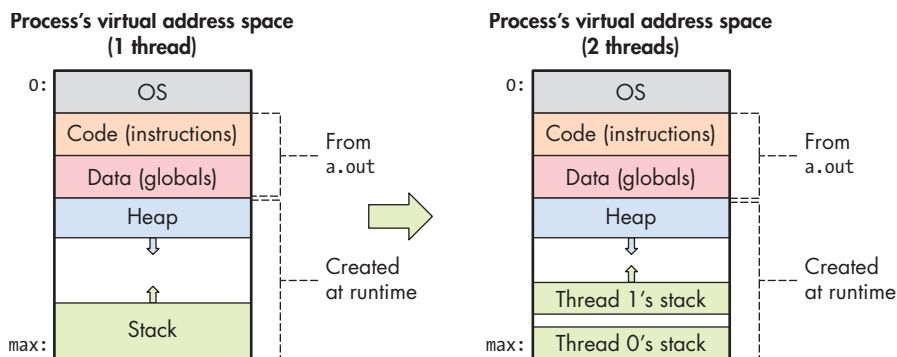 Process's virtual address space
(1 thread)
0:
OS
Code (instructions)
Data (globals)
Heap
Stack
max:
From
a.out
Created
at runtime
Process's virtual address space
(2 threads)
0:
OS
Code (instructions)
Data (globals)
Heap
Thread 1's stack
Thread 0's stack
max:
From
a.out
Created
at runtime